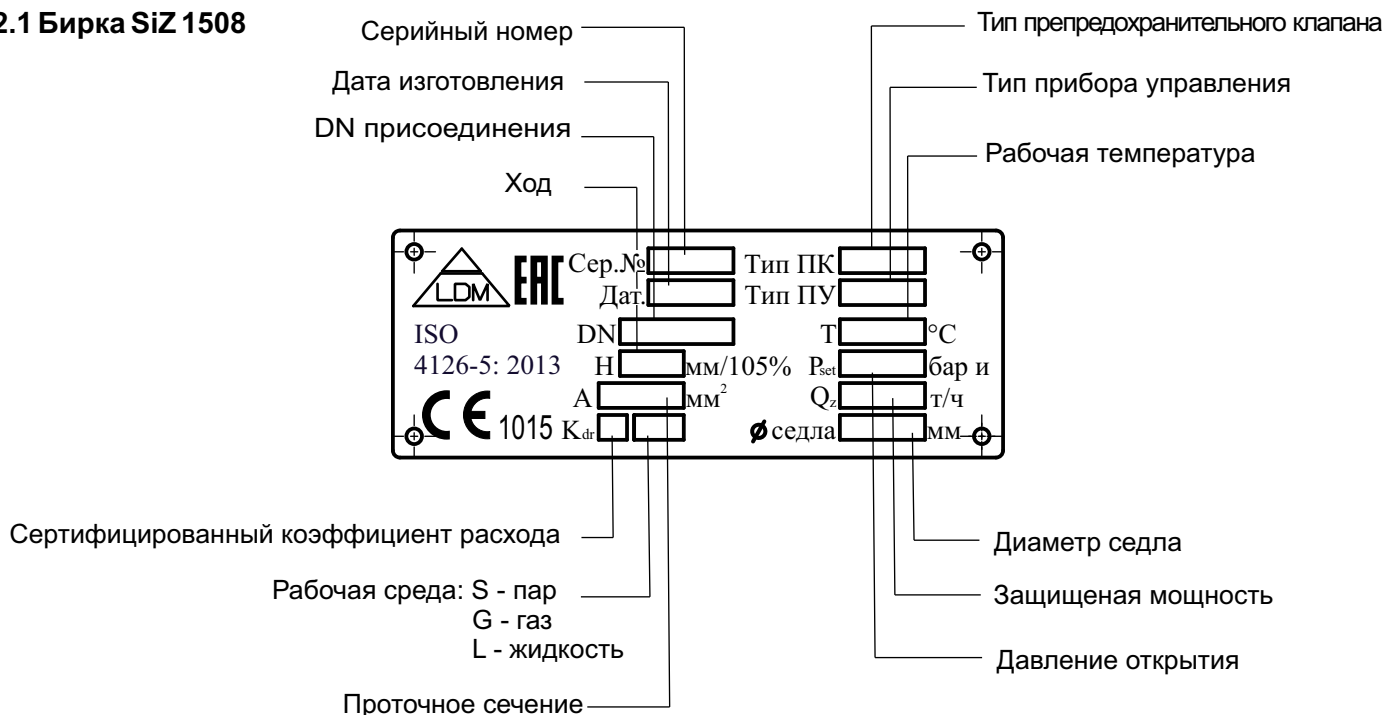 2.1 Бирка SiZ 1508
Серийный номер
Тип препредохранительного клапана
Дата изготовления
Тип прибора управления
DN присоединения
Рабочая температура
Ход
LDM EAC Сер.№ Тип ПК
Дат. Тип ПУ
ISO DN T °C
4126-5: 2013 H мм/105% Pset бар и
A мм² Qz т/ч
CE 1015 Kdr ø седла мм
Сертифицированный коэффициент расхода
Диаметр седла
Рабочая среда: S - пар
Защищеная мощность
G - газ
L - жидкость
Давление открытия
Проточное сечение